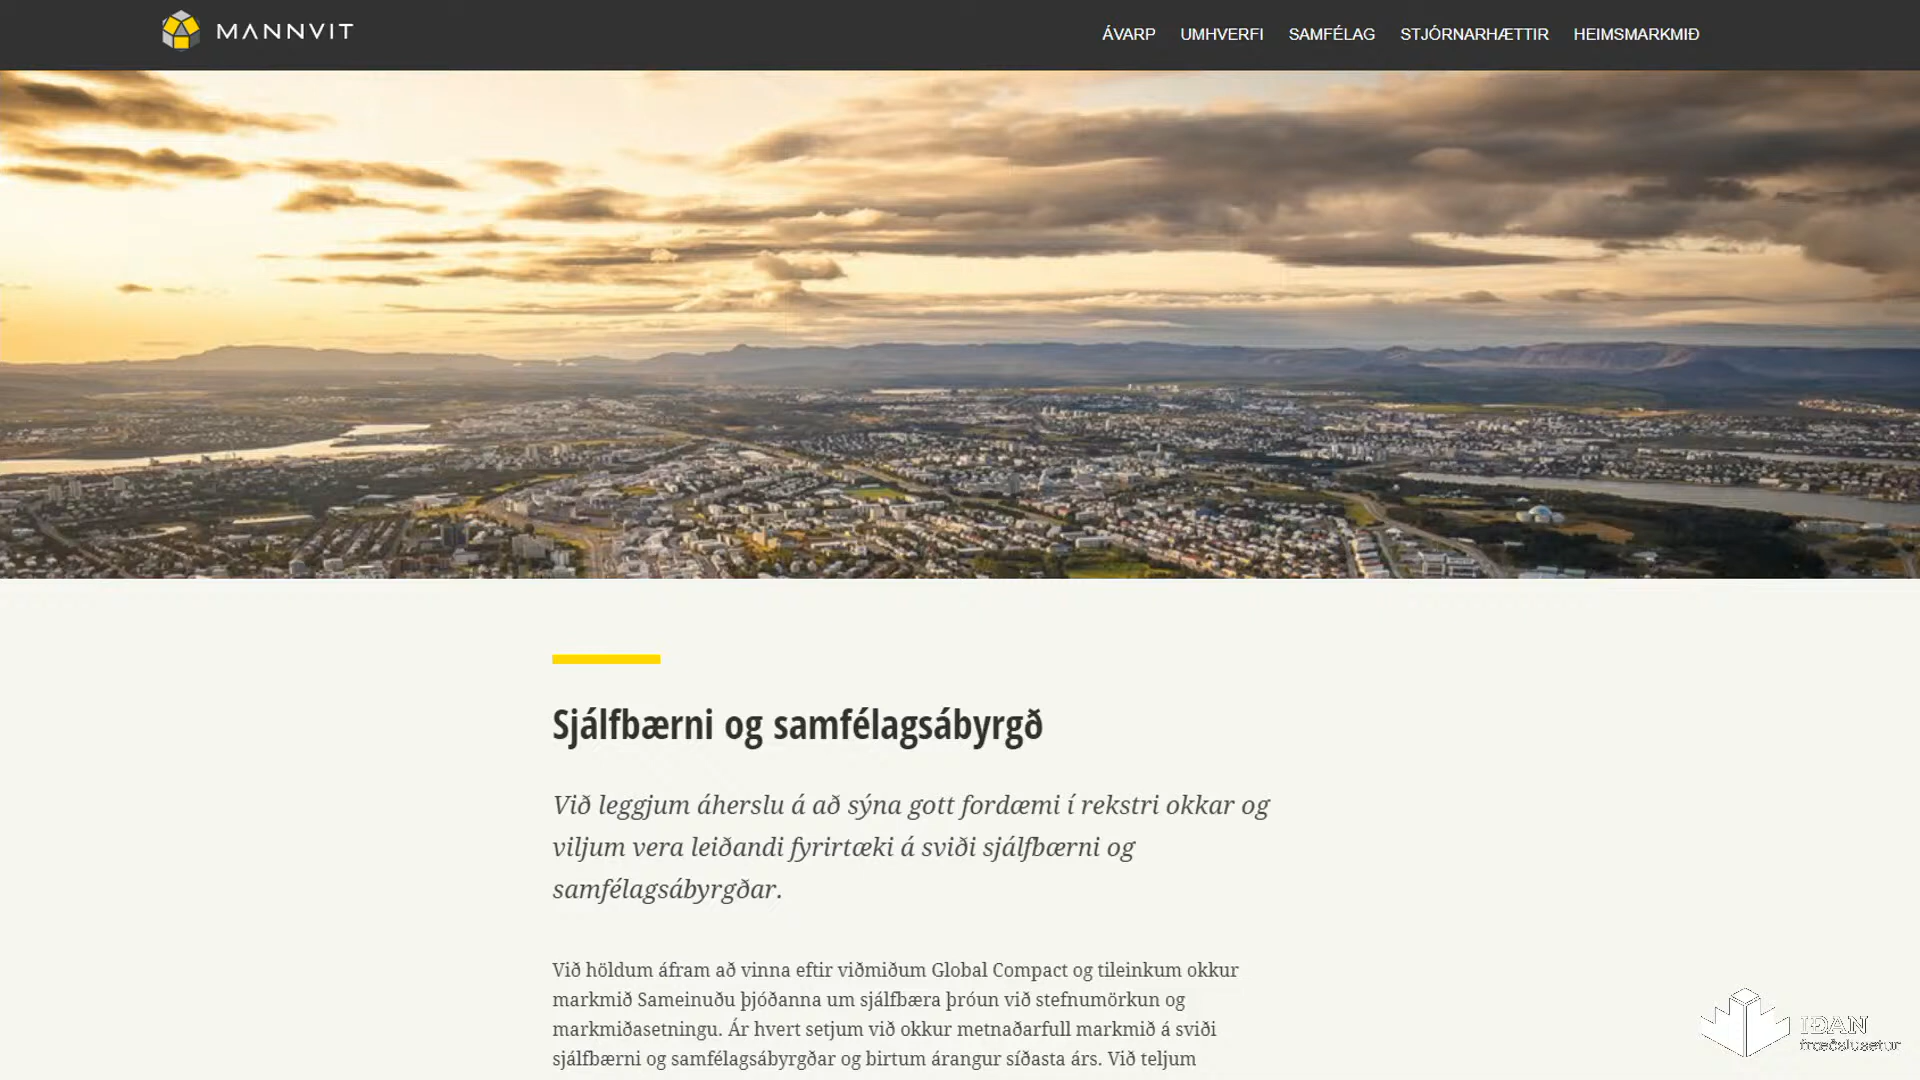 MANNVIT
ÁVARP UMHVERFI SAMFÉLAG STJÓRNARHÆTTIR HEIMSMARKMIÐ
Sjálfbærni og samfélagsábyrgð
Við leggjum áherslu á að sýna gott fordæmi í rekstri okkar og
viljum vera leiðandi fyrirtæki á sviði sjálfbærni og
samfélagsábyrgðar.
Við höldum áfram að vinna eftir viðmiðum Global Compact og tileinkum okkur
markmið Sameinuðu þjóðanna um sjálfbæra þróun við stefnumörkun og
markmiðasetningu. Ár hvert setjum við okkur metnaðarfull markmið á sviði
sjálfbærni og samfélagsábyrgðar og birtum árangur síðasta árs. Við teljum
IÐAN
fræðslusetur